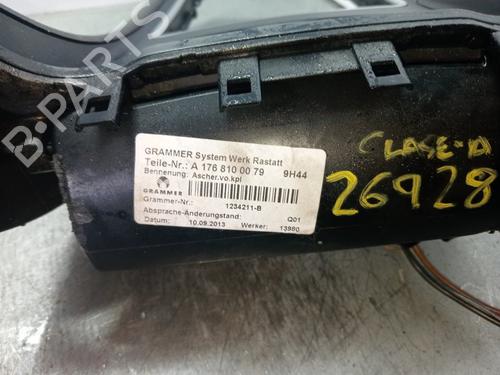 B-PARTS
GRAMMER System Werk Rastatt
Teile-Nr.: A 176 810 00 79 9H44
Benennung: Ascher.vo.kpl
GRAMMER
Grammer-Nr.: 1234211-B
Absprache-Änderungstand: Q01
Datum: 10.09.2013 Werker: 13980
CLASE-A
26928